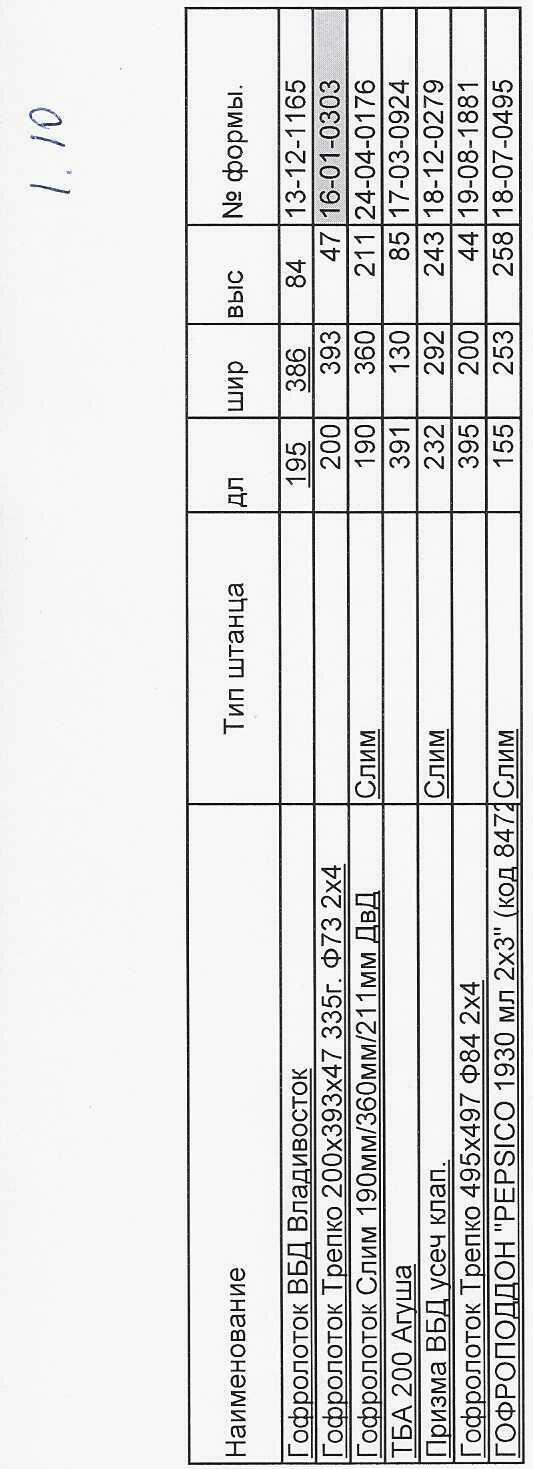 1.10
Наименование Тип штанца дл шир выс № формы.
Гофролоток ВБД Владивосток 195 386 84 13-12-1165
Гофролоток Трепко 200х393х47 335г. Ф73 2х4 200 393 47 16-01-0303
Гофролоток Слим 190мм/360мм/211мм ДвД Слим 190 360 211 24-04-0176
ТБА 200 Агуша 391 130 85 17-03-0924
Призма ВБД усеч клап. Слим 232 292 243 18-12-0279
Гофролоток Трепко 495х497 Ф84 2х4 395 200 44 19-08-1881
ГОФРОПОДДОН "PEPSICO 1930 мл 2х3" (код 8472 Слим 155 253 258 18-07-0495